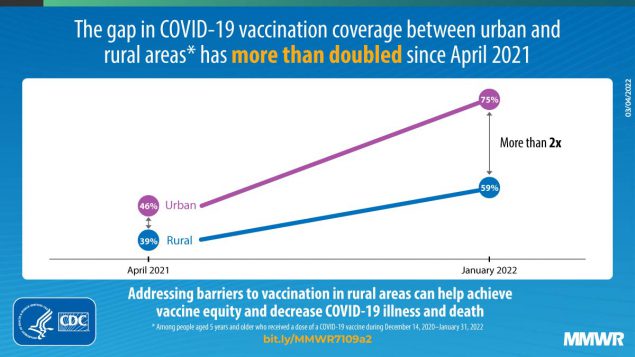 The gap in COVID-19 vaccination coverage between urban and
rural areas* has more than doubled since April 2021
03/04/2022
75%
More than 2x
59%
46% Urban
39% Rural
April 2021 January 2022
Addressing barriers to vaccination in rural areas can help achieve
vaccine equity and decrease COVID-19 illness and death
* Among people aged 5 years and older who received a dose of a COVID-19 vaccine during December 14, 2020–January 31, 2022
bit.ly/MMWR7109a2
CDC
MMWR